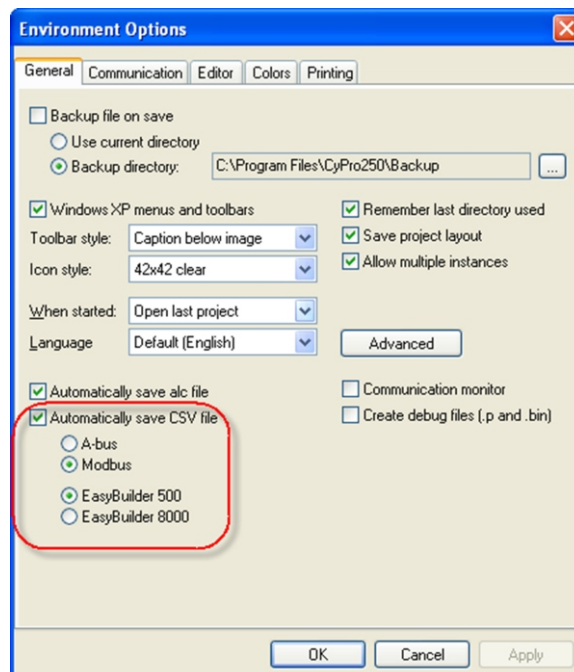 Environment Options
General Communication Editor Colors Printing
Backup file on save
Use current directory
Backup directory: C:\Program Files\CyPro250\Backup ...
Windows XP menus and toolbars Remember last directory used
Toolbar style: Caption below image Save project layout
Icon style: 42x42 clear Allow multiple instances
When started: Open last project
Language Default (English) Advanced
Automatically save alc file Communication monitor
Automatically save CSV file Create debug files (.p and .bin)
A-bus
Modbus
EasyBuilder 500
EasyBuilder 8000
OK Cancel Apply